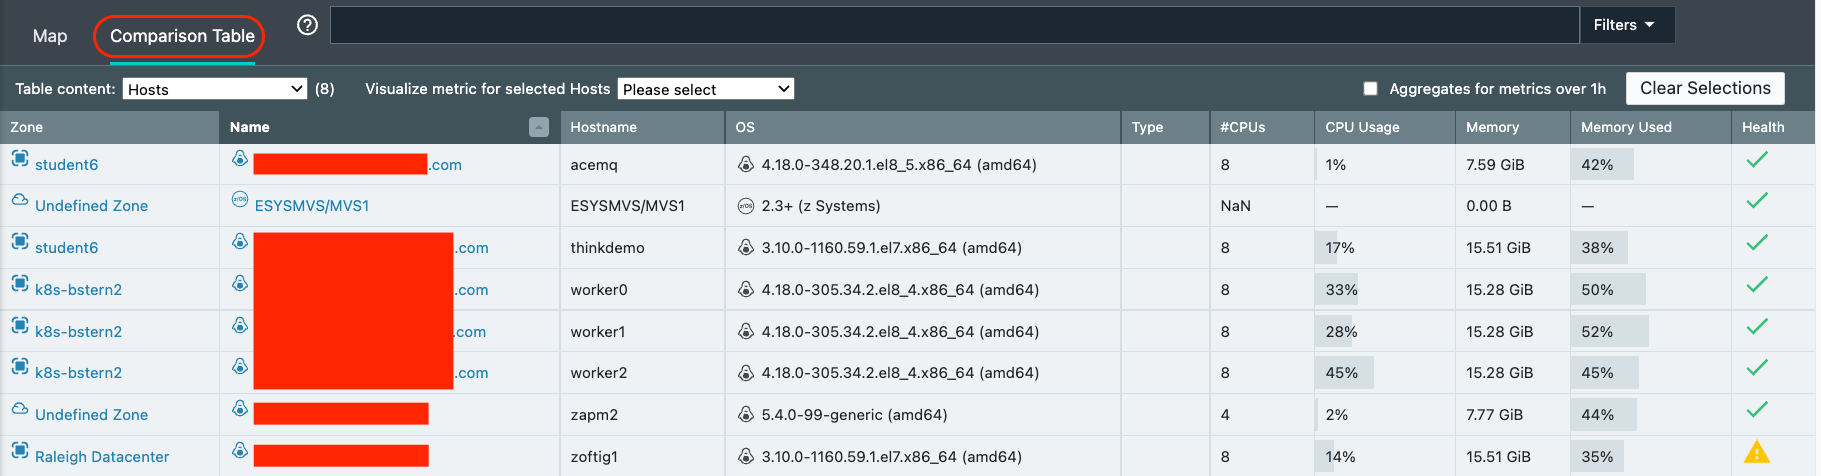 Map Comparison Table ? Filters
Table content: Hosts (8) Visualize metric for selected Hosts Please select Aggregates for metrics over 1h Clear Selections
Zone Name Hostname OS Type #CPUs CPU Usage Memory Memory Used Health
student6 .com acemq 4.18.0-348.20.1.el8_5.x86_64 (amd64) 8 1% 7.59 GiB 42%
Undefined Zone z/OS ESYSMVS/MVS1 ESYSMVS/MVS1 z/OS 2.3+ (z Systems) NaN — 0.00 B —
student6 .com thinkdemo 3.10.0-1160.59.1.el7.x86_64 (amd64) 8 17% 15.51 GiB 38%
k8s-bstern2 .com worker0 4.18.0-305.34.2.el8_4.x86_64 (amd64) 8 33% 15.28 GiB 50%
k8s-bstern2 .com worker1 4.18.0-305.34.2.el8_4.x86_64 (amd64) 8 28% 15.28 GiB 52%
k8s-bstern2 .com worker2 4.18.0-305.34.2.el8_4.x86_64 (amd64) 8 45% 15.28 GiB 45%
Undefined Zone zapm2 5.4.0-99-generic (amd64) 4 2% 7.77 GiB 44%
Raleigh Datacenter zoftig1 3.10.0-1160.59.1.el7.x86_64 (amd64) 8 14% 15.51 GiB 35%